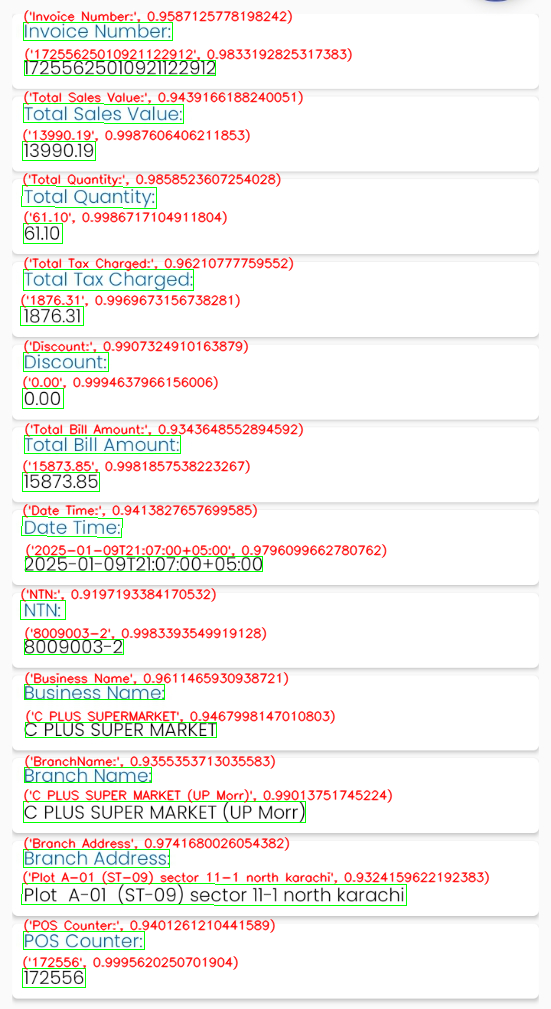 ('Invoice Number:', 0.9587125778198242)
Invoice Number:
('17255625010921122912', 0.9833192825317383)
17255625010921122912
('Total Sales Value:', 0.9439166188240051)
Total Sales Value:
('13990.19', 0.9987606406211853)
13990.19
('Total Quantity:', 0.9858523607254028)
Total Quantity:
('61.10', 0.9986717104911804)
61.10
('Total Tax Charged:', 0.96210777759552)
Total Tax Charged:
('1876.31', 0.9969673156738281)
1876.31
('Discount:', 0.9907324910163879)
Discount:
('0.00', 0.9994637966156006)
0.00
('Total Bill Amount:', 0.9343648552894592)
Total Bill Amount:
('15873.85', 0.9981857538223267)
15873.85
('Date Time:', 0.9413827657699585)
Date Time:
('2025-01-09T21:07:00+05:00', 0.9796099662780762)
2025-01-09T21:07:00+05:00
('NTN:', 0.9197193384170532)
NTN:
('8009003-2', 0.9983393549919128)
8009003-2
('Business Name', 0.9611465930938721)
Business Name:
('C PLUS SUPERMARKET', 0.9467998147010803)
C PLUS SUPER MARKET
('BranchName:', 0.9355353713035583)
Branch Name:
('C PLUS SUPER MARKET (UP Morr)', 0.99013751745224)
C PLUS SUPER MARKET (UP Morr)
('Branch Address', 0.9741680026054382)
Branch Address:
('Plot A-01 (ST-09) sector 11-1 north karachi', 0.9324159622192383)
Plot A-01 (ST-09) sector 11-1 north karachi
('POS Counter:', 0.9401261210441589)
POS Counter:
('172556', 0.9995620250701904)
172556